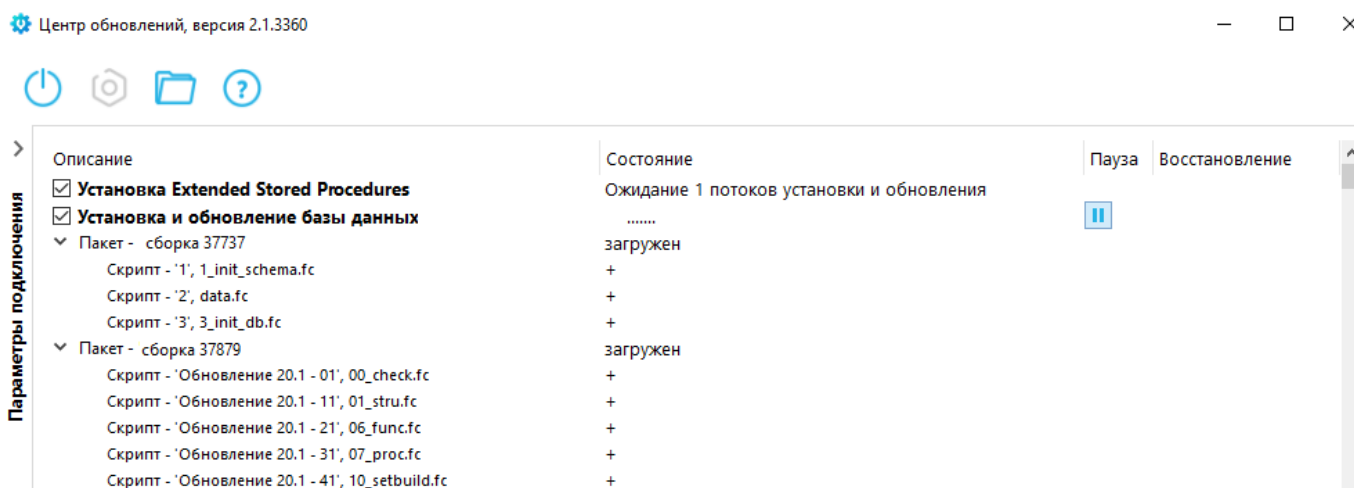 Центр обновлений, версия 2.1.3360
Параметры подключения
Описание Состояние Пауза Восстановление
Установка Extended Stored Procedures Ожидание 1 потоков установки и обновления
Установка и обновление базы данных .......
Пакет - сборка 37737 загружен
Скрипт - '1', 1_init_schema.fc +
Скрипт - '2', data.fc +
Скрипт - '3', 3_init_db.fc +
Пакет - сборка 37879 загружен
Скрипт - 'Обновление 20.1 - 01', 00_check.fc +
Скрипт - 'Обновление 20.1 - 11', 01_stru.fc +
Скрипт - 'Обновление 20.1 - 21', 06_func.fc +
Скрипт - 'Обновление 20.1 - 31', 07_proc.fc +
Скрипт - 'Обновление 20.1 - 41', 10_setbuild.fc +